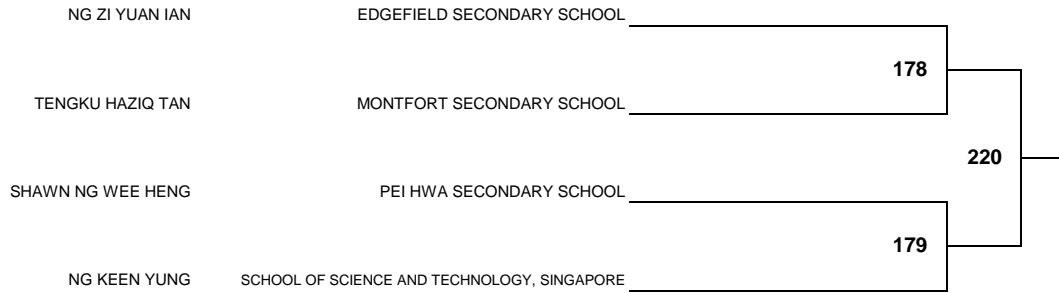 NG ZI YUAN IAN EDGEFIELD SECONDARY SCHOOL
178
TENGKU HAZIQ TAN MONTFORT SECONDARY SCHOOL
220
SHAWN NG WEE HENG PEI HWA SECONDARY SCHOOL
179
NG KEEN YUNG SCHOOL OF SCIENCE AND TECHNOLOGY, SINGAPORE